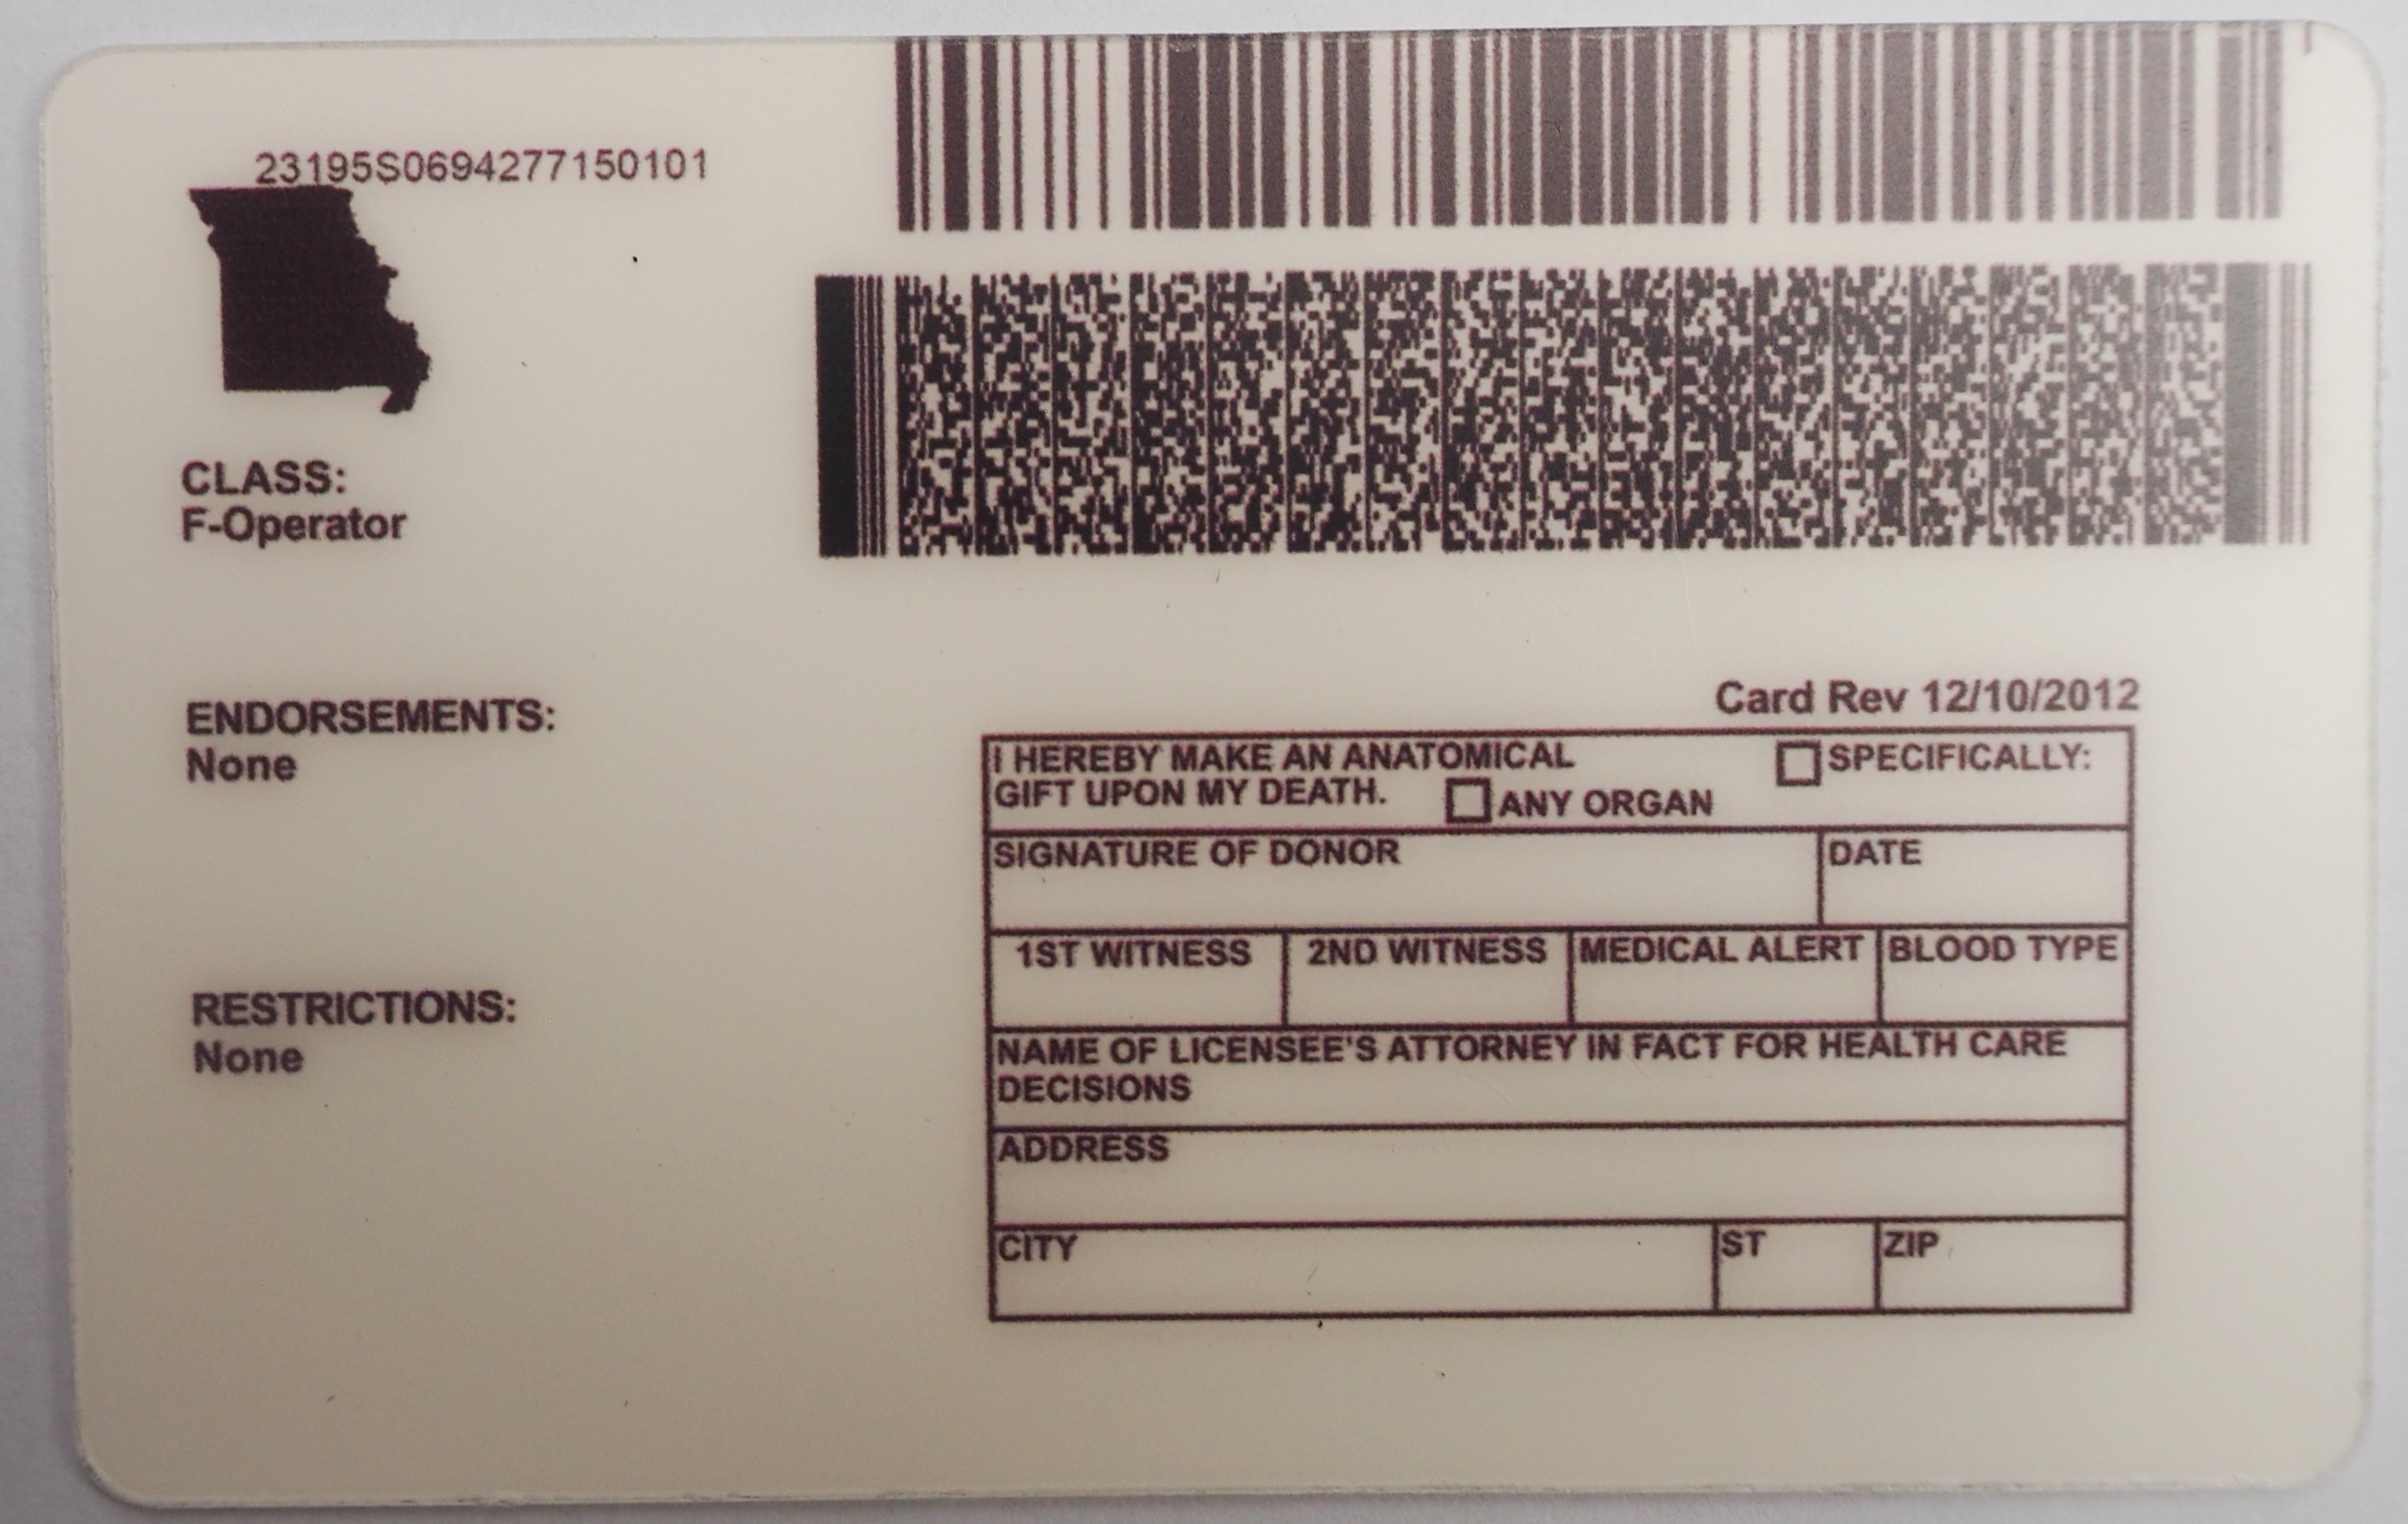 23195S0694277150101
CLASS:
F-Operator
ENDORSEMENTS:
None
RESTRICTIONS:
None
Card Rev 12/10/2012
I HEREBY MAKE AN ANATOMICAL
GIFT UPON MY DEATH. ANY ORGAN SPECIFICALLY:
SIGNATURE OF DONOR DATE
1ST WITNESS 2ND WITNESS MEDICAL ALERT BLOOD TYPE
NAME OF LICENSEE'S ATTORNEY IN FACT FOR HEALTH CARE
DECISIONS
ADDRESS
CITY ST ZIP